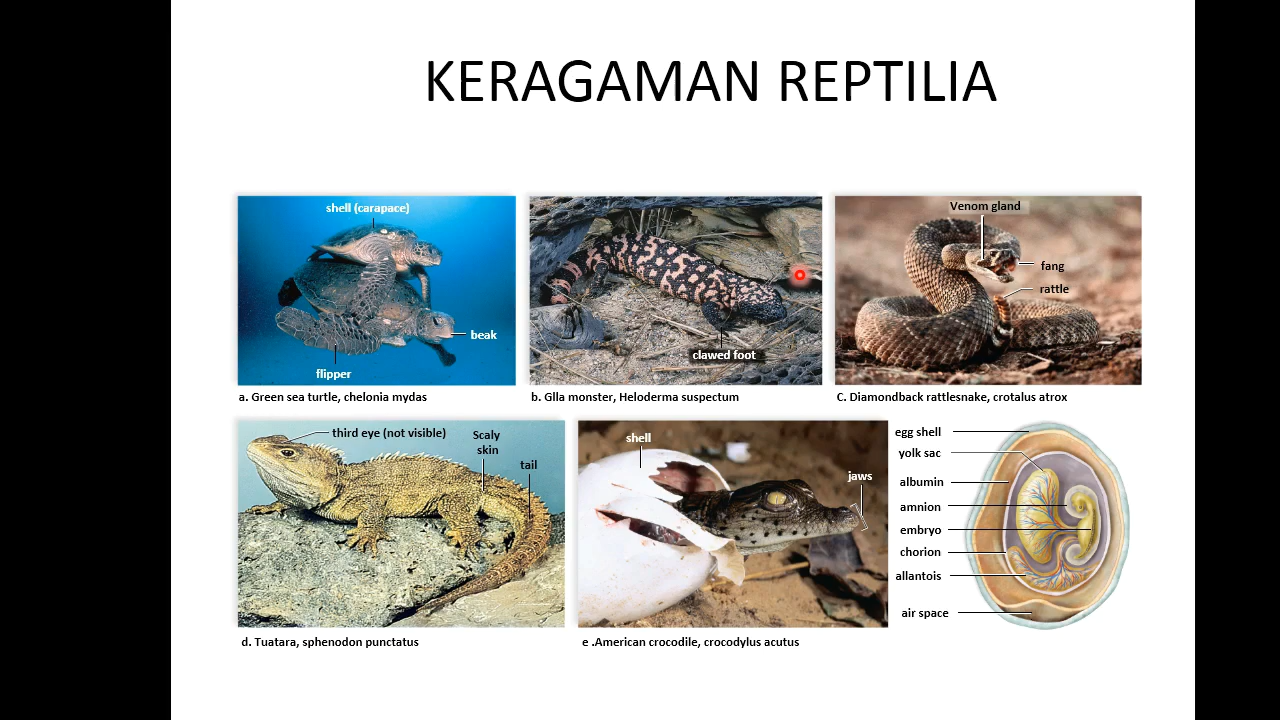 KERAGAMAN REPTILIA
shell (carapace)
beak
flipper
a. Green sea turtle, chelonia mydas
clawed foot
b. Glla monster, Heloderma suspectum
Venom gland
fang
rattle
C. Diamondback rattlesnake, crotalus atrox
third eye (not visible)
Scaly
skin
tail
d. Tuatara, sphenodon punctatus
shell
jaws
e .American crocodile, crocodylus acutus
egg shell
yolk sac
albumin
amnion
embryo
chorion
allantois
air space